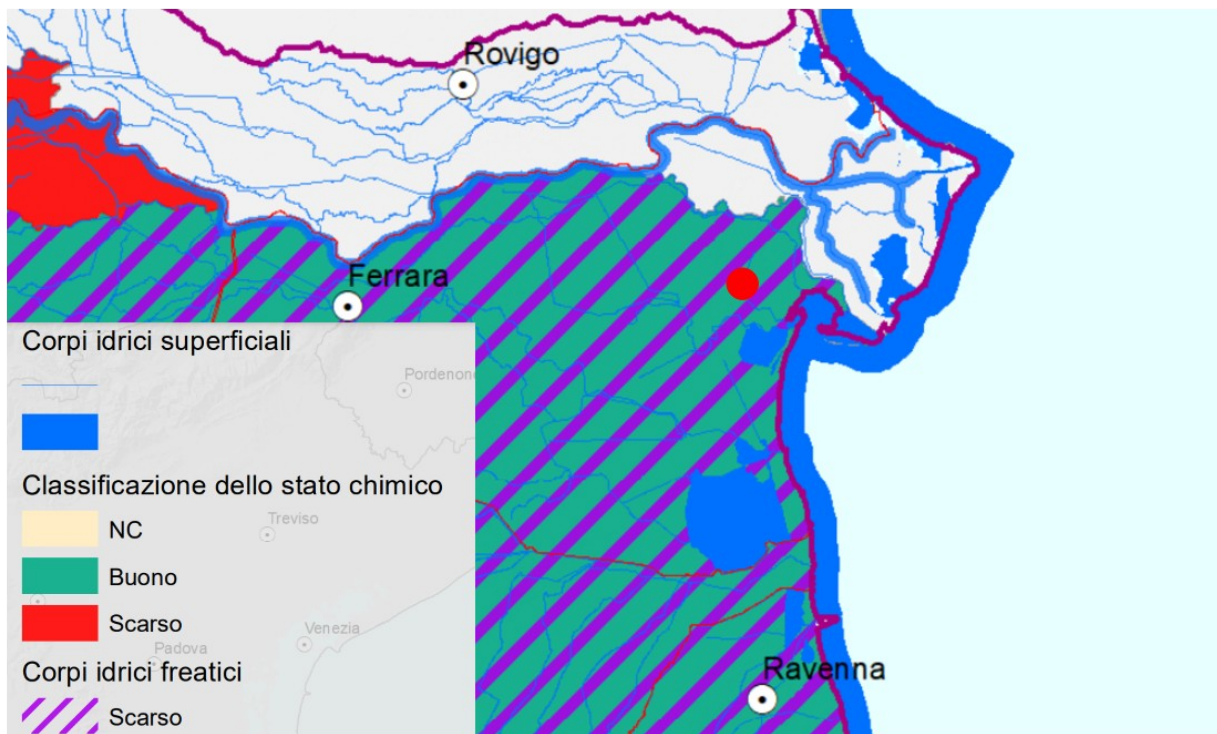 Rovigo
Ferrara
Corpi idrici superficiali
Pordenone
Classificazione dello stato chimico
NC
Treviso
Buono
Scarso
Venezia
Padova
Corpi idrici freatici
Scarso
Ravenna